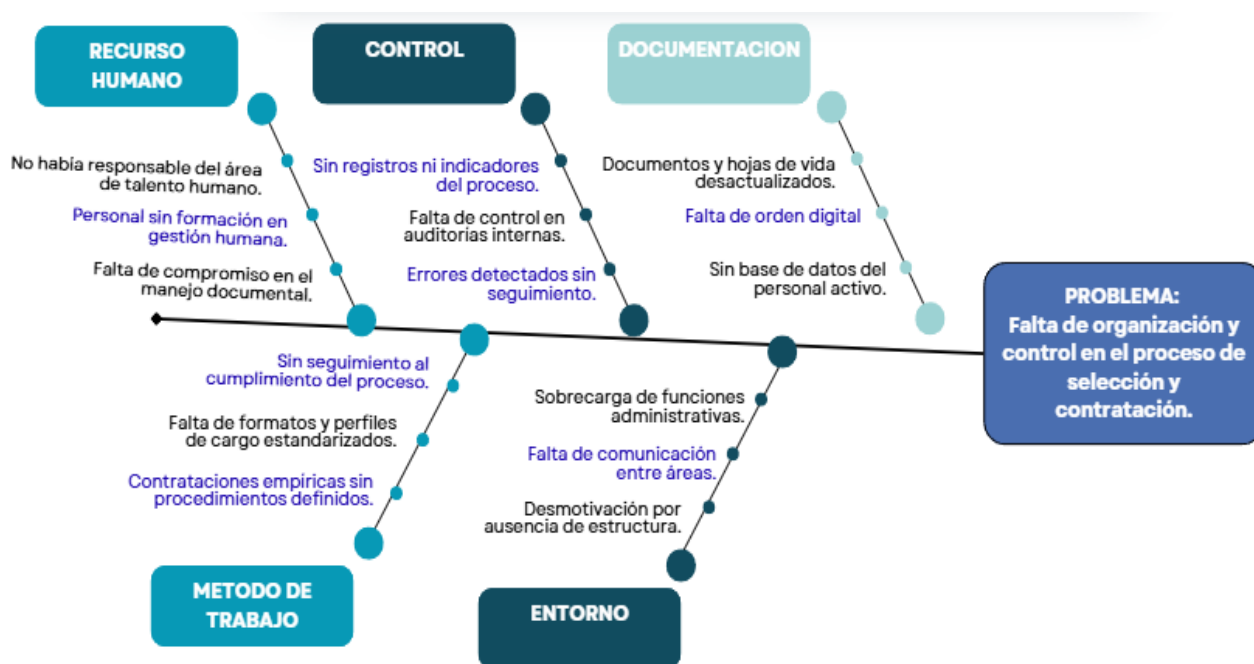 RECURSO
HUMANO
CONTROL
DOCUMENTACION
No había responsable del área
de talento humano.
Personal sin formación en
gestión humana.
Falta de compromiso en el
manejo documental.
Sin registros ni indicadores
del proceso.
Falta de control en
auditorías internas.
Errores detectados sin
seguimiento.
Documentos y hojas de vida
desactualizados.
Falta de orden digital
Sin base de datos del
personal activo.
PROBLEMA:
Falta de organización y
control en el proceso de
selección y
contratación.
Sin seguimiento al
cumplimiento del proceso.
Falta de formatos y perfiles
de cargo estandarizados.
Contrataciones empíricas sin
procedimientos definidos.
Sobrecarga de funciones
administrativas.
Falta de comunicación
entre áreas.
Desmotivación por
ausencia de estructura.
METODO DE
TRABAJO
ENTORNO